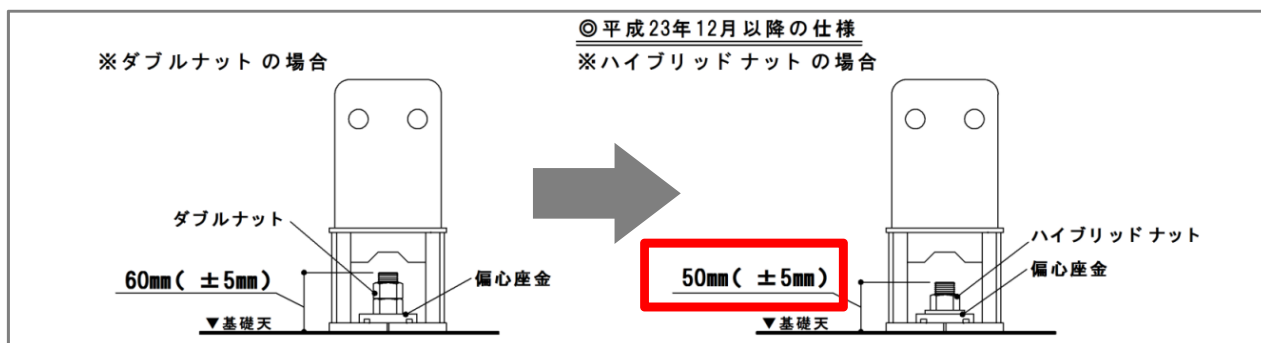 ◎平成23年12月以降の仕様
※ダブルナットの場合
※ハイブリッドナットの場合
ダブルナット
60mm( ±5mm)
偏心座金
▼基礎天
ハイブリッドナット
50mm( ±5mm)
偏心座金
▼基礎天